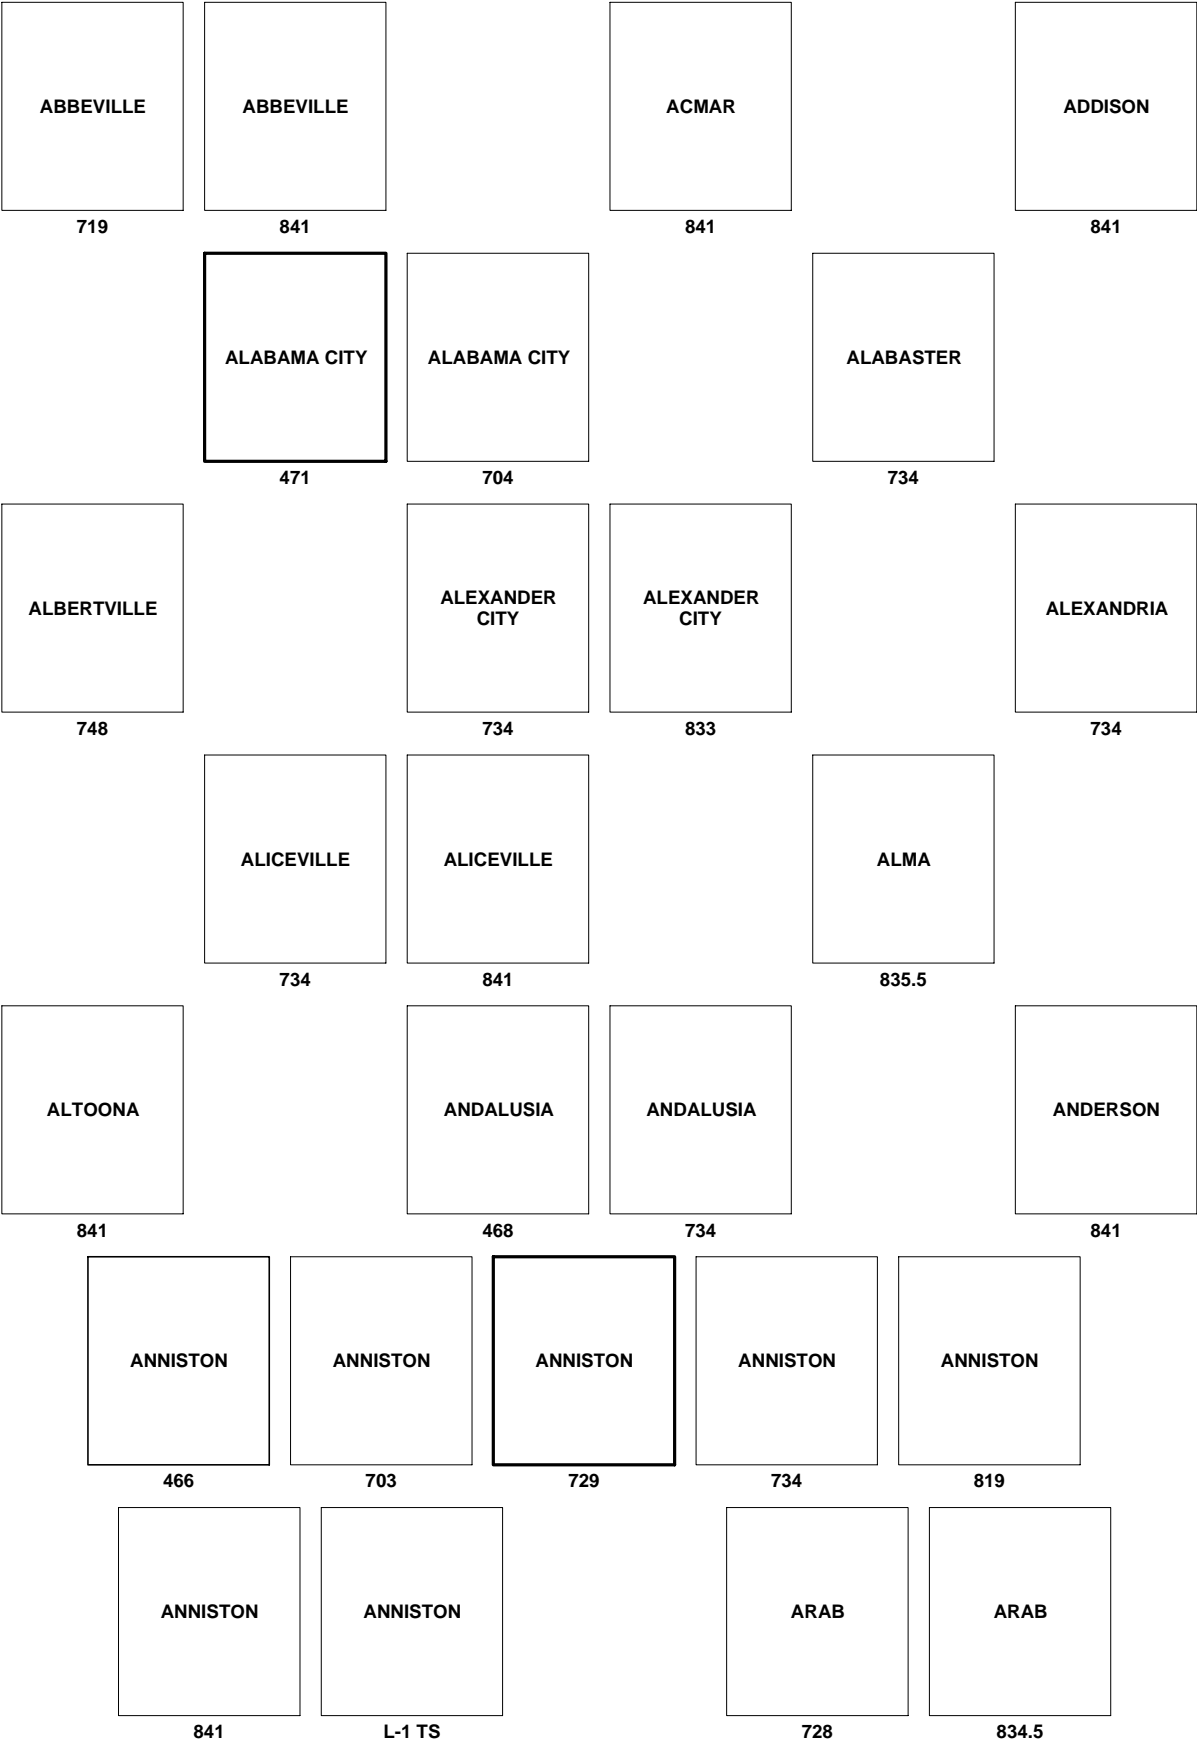 ABBEVILLE ABBEVILLE ACMAR ADDISON
719 841 841 841
ALABAMA CITY ALABAMA CITY ALABASTER
471 704 734
ALBERTVILLE ALEXANDER CITY ALEXANDER CITY ALEXANDRIA
748 734 833 734
ALICEVILLE ALICEVILLE ALMA
734 841 835.5
ALTOONA ANDALUSIA ANDALUSIA ANDERSON
841 468 734 841
ANNISTON ANNISTON ANNISTON ANNISTON ANNISTON
466 703 729 734 819
ANNISTON ANNISTON ARAB ARAB
841 L-1 TS 728 834.5